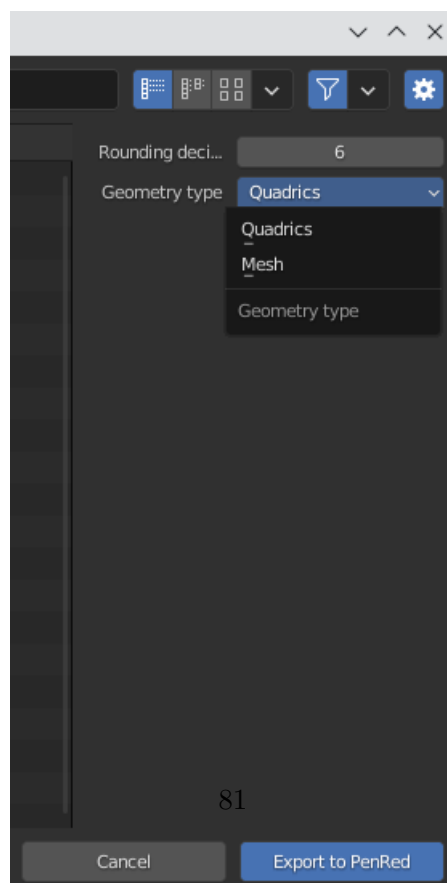 Rounding deci... 6
Geometry type Quadrics
Quadrics
Mesh
Geometry type
81
Cancel Export to PenRed